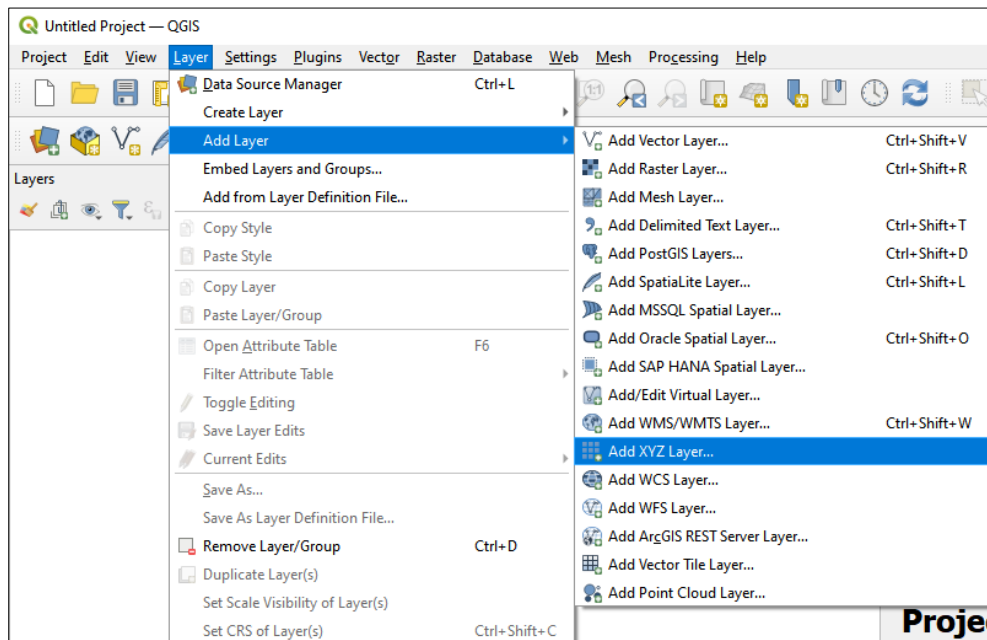 Untitled Project — QGIS
Project Edit View Layer Settings Plugins Vector Raster Database Web Mesh Processing Help
Layers
Data Source Manager Ctrl+L
Create Layer
Add Layer
Embed Layers and Groups...
Add from Layer Definition File...
Copy Style
Paste Style
Copy Layer
Paste Layer/Group
Open Attribute Table F6
Filter Attribute Table
Toggle Editing
Save Layer Edits
Current Edits
Save As...
Save As Layer Definition File...
Remove Layer/Group Ctrl+D
Duplicate Layer(s)
Set Scale Visibility of Layer(s)
Set CRS of Layer(s) Ctrl+Shift+C
1:1
Add Vector Layer... Ctrl+Shift+V
Add Raster Layer... Ctrl+Shift+R
Add Mesh Layer...
Add Delimited Text Layer... Ctrl+Shift+T
Add PostGIS Layers... Ctrl+Shift+D
Add SpatiaLite Layer... Ctrl+Shift+L
Add MSSQL Spatial Layer...
Add Oracle Spatial Layer... Ctrl+Shift+O
Add SAP HANA Spatial Layer...
Add/Edit Virtual Layer...
Add WMS/WMTS Layer... Ctrl+Shift+W
Add XYZ Layer...
Add WCS Layer...
Add WFS Layer...
Add ArcGIS REST Server Layer...
Add Vector Tile Layer...
Add Point Cloud Layer...
Proje